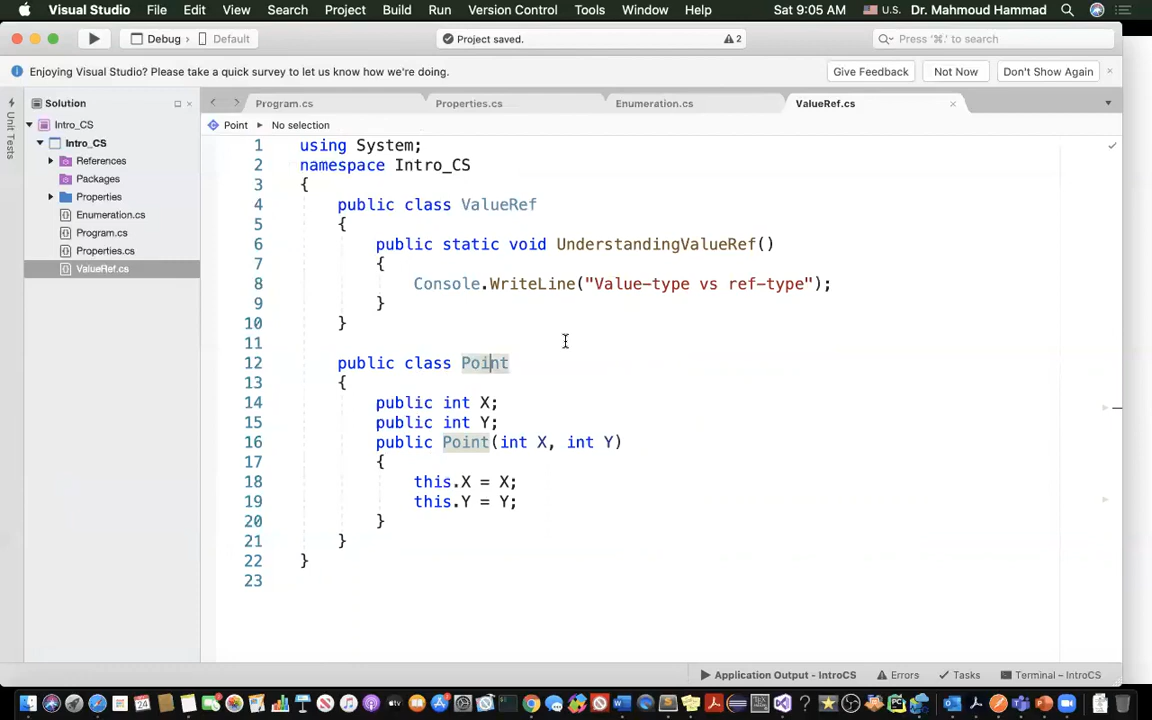 Visual Studio File Edit View Search Project Build Run Version Control Tools Window Help Sat 9:05 AM U.S. Dr. Mahmoud Hammad
Debug › Default Project saved. 2 Press '⌘.' to search
Enjoying Visual Studio? Please take a quick survey to let us know how we're doing. Give Feedback Not Now Don't Show Again
Solution Program.cs Properties.cs Enumeration.cs ValueRef.cs
Unit Tests
Intro_CS
Intro_CS
References
Packages
Properties
Enumeration.cs
Program.cs
Properties.cs
ValueRef.cs
Point No selection
1 using System;
2 namespace Intro_CS
3 {
4 public class ValueRef
5 {
6 public static void UnderstandingValueRef()
7 {
8 Console.WriteLine("Value-type vs ref-type");
9 }
10 }
11
12 public class Point
13 {
14 public int X;
15 public int Y;
16 public Point(int X, int Y)
17 {
18 this.X = X;
19 this.Y = Y;
20 }
21 }
22 }
23
Application Output – IntroCS Errors Tasks Terminal – IntroCS